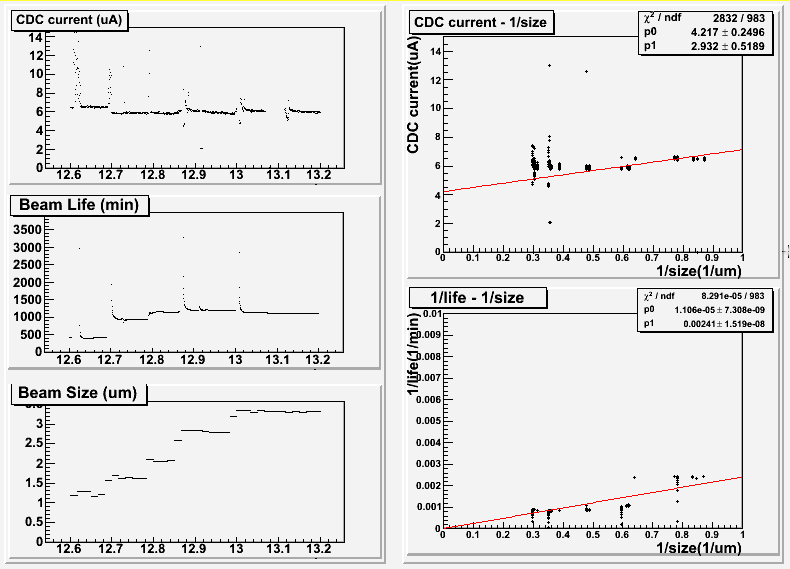 CDC current (uA)
14
12
10
8
6
4
2
0
12.6 12.7 12.8 12.9 13 13.1 13.2
Beam Life (min)
3500
3000
2500
2000
1500
1000
500
0
12.6 12.7 12.8 12.9 13 13.1 13.2
Beam Size (um)
3.5
3
2.5
2
1.5
1
0.5
0
12.6 12.7 12.8 12.9 13 13.1 13.2
CDC current - 1/size
χ² / ndf 2832 / 983
p0 4.217 ± 0.2496
p1 2.932 ± 0.5189
CDC current(uA)
14
12
10
8
6
4
2
0
0 0.1 0.2 0.3 0.4 0.5 0.6 0.7 0.8 0.9 1
1/size(1/um)
1/life - 1/size
χ² / ndf 8.291e-05 / 983
p0 1.106e-05 ± 7.308e-09
p1 0.00241 ± 1.519e-08
1/life(1/min)
0.01
0.009
0.008
0.007
0.006
0.005
0.004
0.003
0.002
0.001
0
0 0.1 0.2 0.3 0.4 0.5 0.6 0.7 0.8 0.9 1
1/size(1/um)